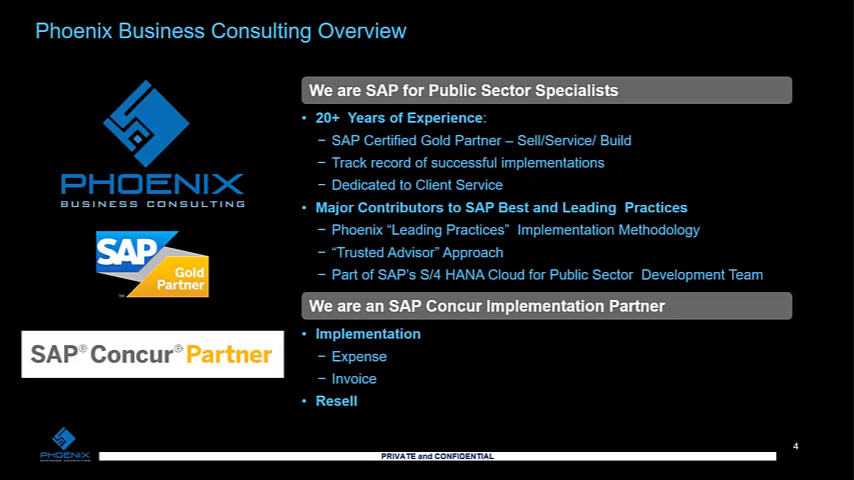 Phoenix Business Consulting Overview
PHOENIX
BUSINESS CONSULTING
SAP
Gold
Partner
™
SAP® Concur® Partner
We are SAP for Public Sector Specialists
• 20+ Years of Experience:
− SAP Certified Gold Partner – Sell/Service/ Build
− Track record of successful implementations
− Dedicated to Client Service
• Major Contributors to SAP Best and Leading Practices
− Phoenix “Leading Practices” Implementation Methodology
− “Trusted Advisor” Approach
− Part of SAP’s S/4 HANA Cloud for Public Sector Development Team
We are an SAP Concur Implementation Partner
• Implementation
− Expense
− Invoice
• Resell
PHOENIX
BUSINESS CONSULTING
PRIVATE and CONFIDENTIAL
4